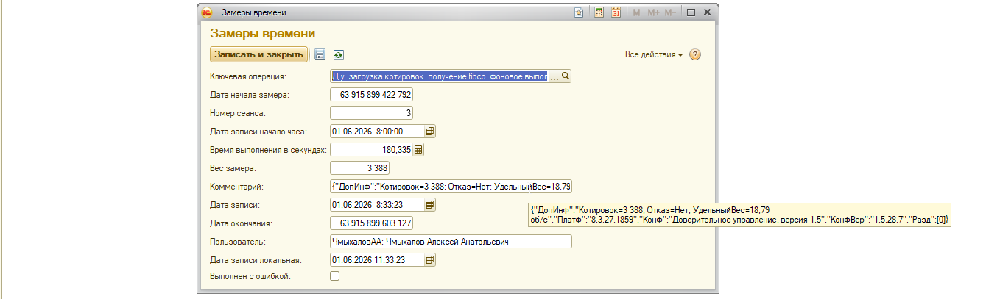 1С Замеры времени 31 M M+ M−
Замеры времени
Записать и закрыть Все действия ?
Ключевая операция: Д у. загрузка котировок. получение tibco. фоновое выпол ...
Дата начала замера: 63 915 899 422 792
Номер сеанса: 3
Дата записи начало часа: 01.06.2026 8:00:00
Время выполнения в секундах: 180,335
Вес замера: 3 388
Комментарий: {"ДопИнф":"Котировок=3 388; Отказ=Нет; УдельныйВес=18,79
Дата записи: 01.06.2026 8:33:23
{"ДопИнф":"Котировок=3 388; Отказ=Нет; УдельныйВес=18,79
об/с","Платф":"8.3.27.1859","Конф":"Доверительное управление, версия 1.5","КонфВер":"1.5.28.7","Разд":[0]}
Дата окончания: 63 915 899 603 127
Пользователь: ЧмыхаловАА; Чмыхалов Алексей Анатольевич
Дата записи локальная: 01.06.2026 11:33:23
Выполнен с ошибкой: